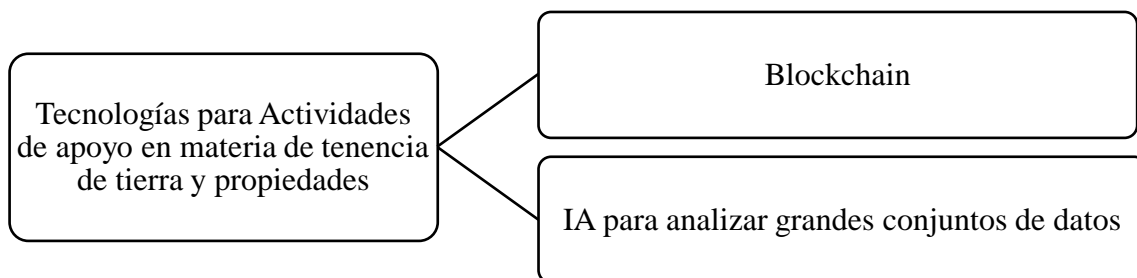 Tecnologías para Actividades
de apoyo en materia de tenencia
de tierra y propiedades
Blockchain
IA para analizar grandes conjuntos de datos